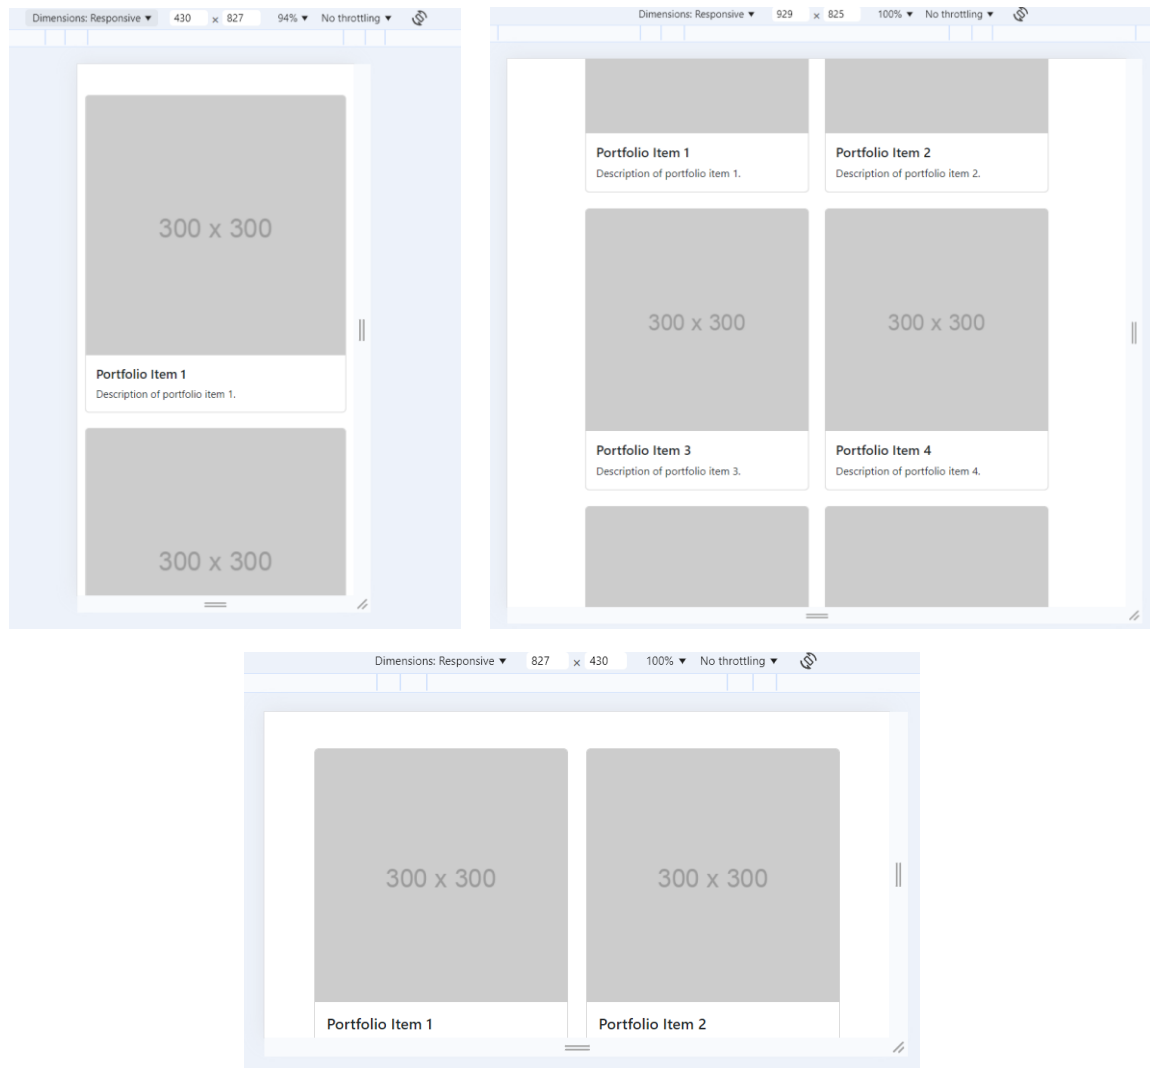 Dimensions: Responsive ▼ 430 x 827 94% ▼ No throttling ▼
300 x 300
Portfolio Item 1
Description of portfolio item 1.
300 x 300
Dimensions: Responsive ▼ 929 x 825 100% ▼ No throttling ▼
Portfolio Item 1 Portfolio Item 2
Description of portfolio item 1. Description of portfolio item 2.
300 x 300 300 x 300
Portfolio Item 3 Portfolio Item 4
Description of portfolio item 3. Description of portfolio item 4.
Dimensions: Responsive ▼ 827 x 430 100% ▼ No throttling ▼
300 x 300 300 x 300
Portfolio Item 1 Portfolio Item 2